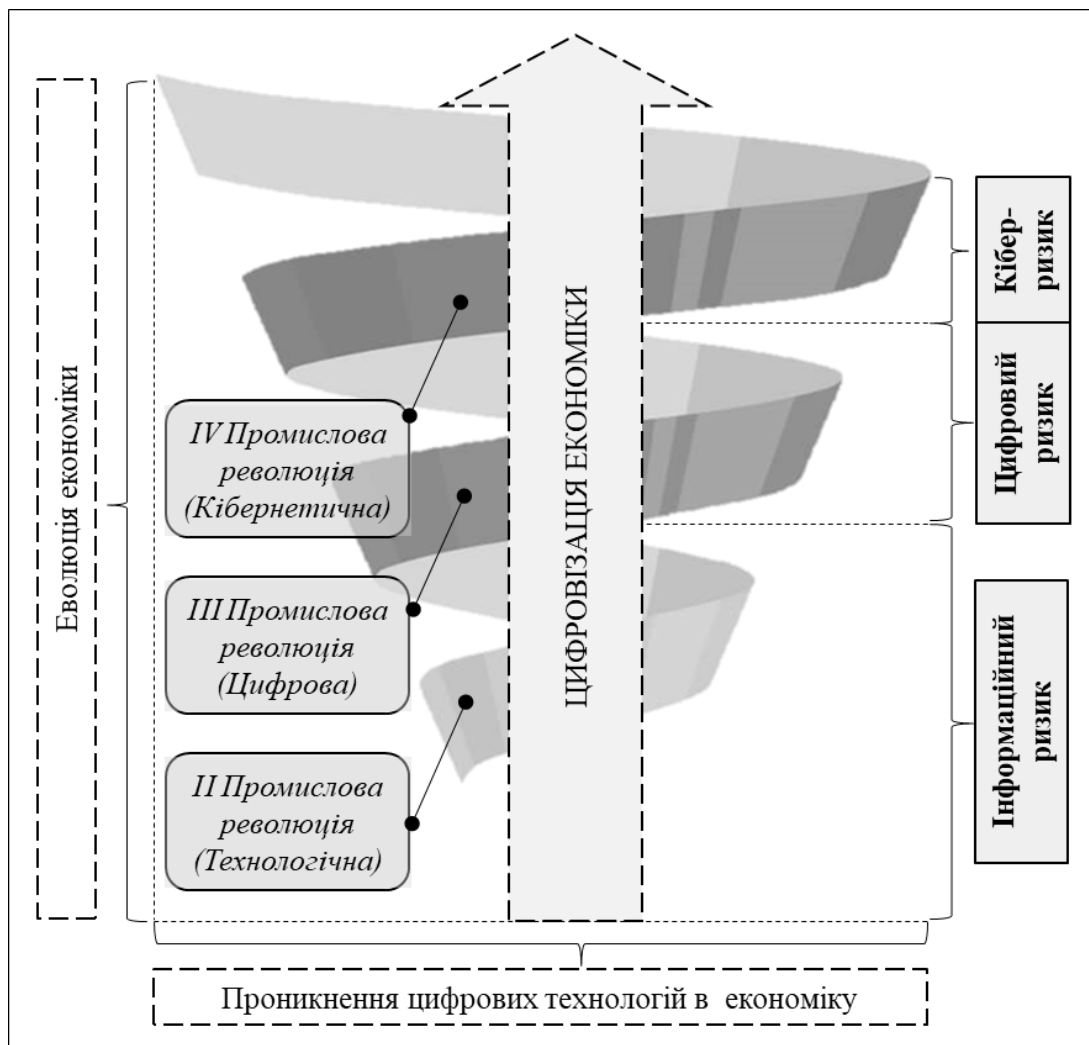 Еволюція економіки
IV Промислова
революція
(Кібернетична)
III Промислова
революція
(Цифрова)
II Промислова
революція
(Технологічна)
ЦИФРОВІЗАЦІЯ ЕКОНОМІКИ
Кібер-
ризик
Цифровий
ризик
Інформаційний
ризик
Проникнення цифрових технологій в економіку